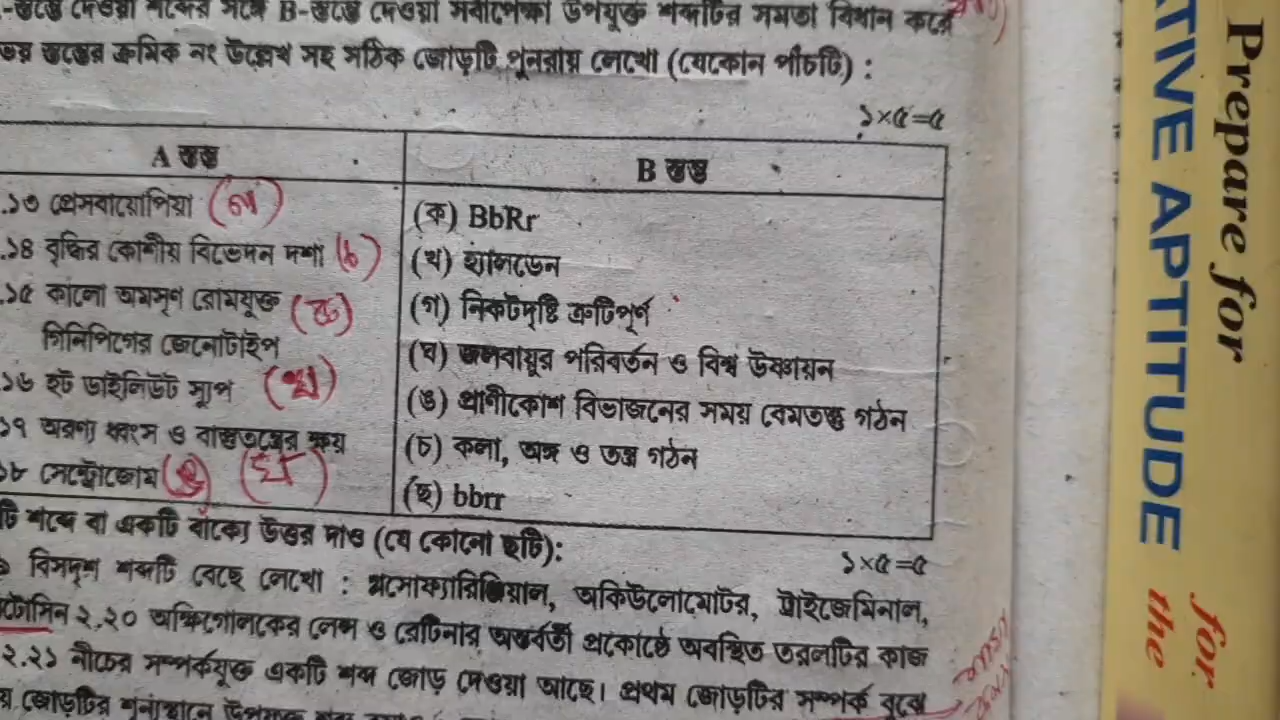 -স্তম্ভে দেওয়া শব্দের সঙ্গে B-স্তম্ভে দেওয়া সর্বাপেক্ষা উপযুক্ত শব্দটির সমতা বিধান করে
স্তম্ভের ক্রমিক নং উল্লেখ সহ সঠিক জোড়টি পুনরায় লেখো (যেকোন পাঁচটি) :
১×৫=৫
A স্তম্ভ
B স্তম্ভ
.১৩ প্রেসবায়োপিয়া (গ)
(ক) BbRr
.১৪ বৃদ্ধির কোশীয় বিভেদন দশা (চ)
(খ) হ্যালডেন
.১৫ কালো অমসৃণ রোমযুক্ত (ক)
(গ) নিকটদৃষ্টি ত্রুটিপূর্ণ
গিনিপিগের জেনোটাইপ
(ঘ) জলবায়ুর পরিবর্তন ও বিশ্ব উষ্ণায়ন
১৬ হট ডাইলিউট স্যুপ (খ)
(ঙ) প্রাণীকোশ বিভাজনের সময় বেমতন্তু গঠন
১৭ অরণ্য ধ্বংস ও বাস্তুতন্ত্রের ক্ষয়
(চ) কলা, অঙ্গ ও তন্ত্র গঠন
১৮ সেন্ট্রোজোম (ঙ) (ঘ)
(ছ) bbrr
টি শব্দে বা একটি বাক্যে উত্তর দাও (যে কোনো ছটি):
১×৫=৫
বিসদৃশ শব্দটি বেছে লেখো : গ্লসোফ্যারিঞ্জিয়াল, অকিউলোমোটর, ট্রাইজেমিনাল,
টোসিন ২.২০ অক্ষিগোলকের লেন্স ও রেটিনার অন্তর্বর্তী প্রকোষ্ঠে অবস্থিত তরলটির কাজ
২.২১ নীচের সম্পর্কযুক্ত একটি শব্দ জোড় দেওয়া আছে। প্রথম জোড়টির সম্পর্ক বুঝে
য় জোড়টির শূন্যস্থানে উপযুক্ত শব্দ
Prepare for
ATIVE APTITUDE
for
the